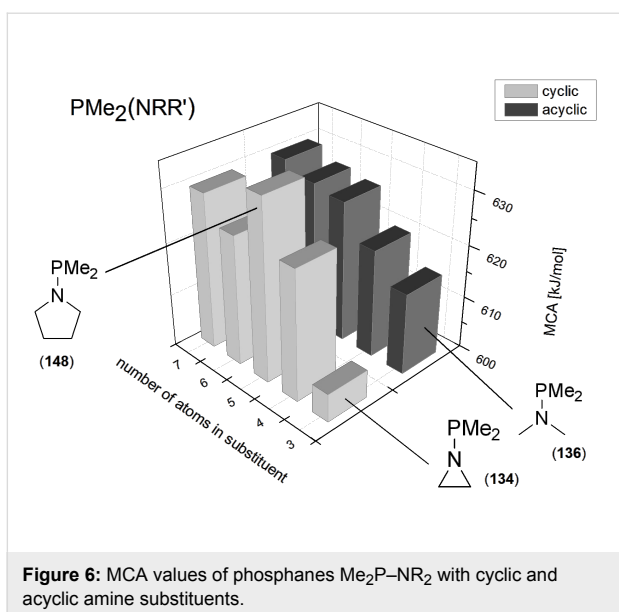 PMe2(NRR')
cyclic
acyclic
630
620
610
600
MCA [kJ/mol]
7
6
5
4
3
number of atoms in substituent
PMe2
N
(148)
PMe2
N
(134)
PMe2
N
(136)
Figure 6: MCA values of phosphanes Me2P–NR2 with cyclic and
acyclic amine substituents.